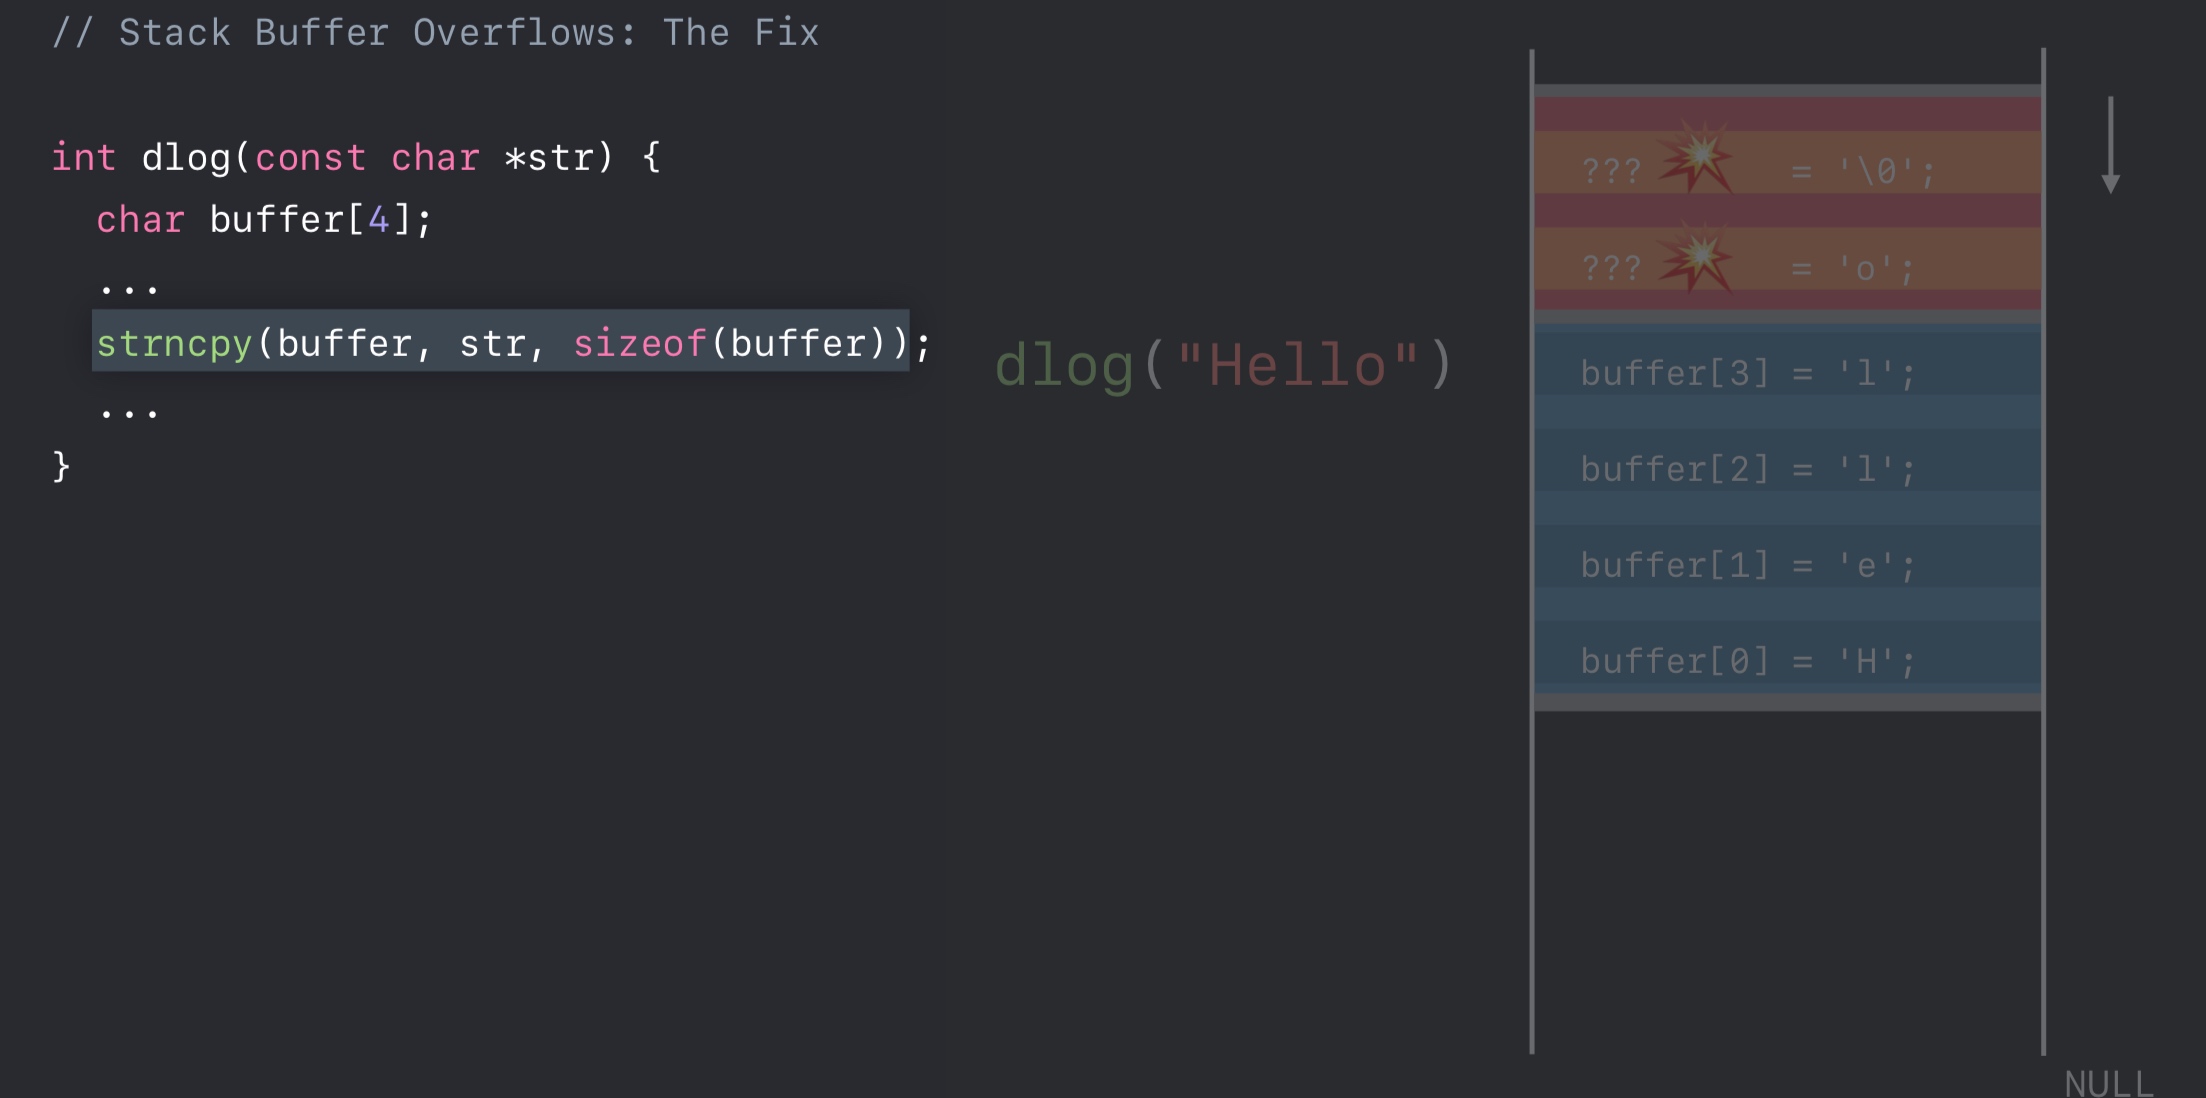 // Stack Buffer Overflows: The Fix
int dlog(const char *str) {
char buffer[4];
...
strncpy(buffer, str, sizeof(buffer));
...
}
dlog("Hello")
??? = '\0';
??? = 'o';
buffer[3] = 'l';
buffer[2] = 'l';
buffer[1] = 'e';
buffer[0] = 'H';
NULL